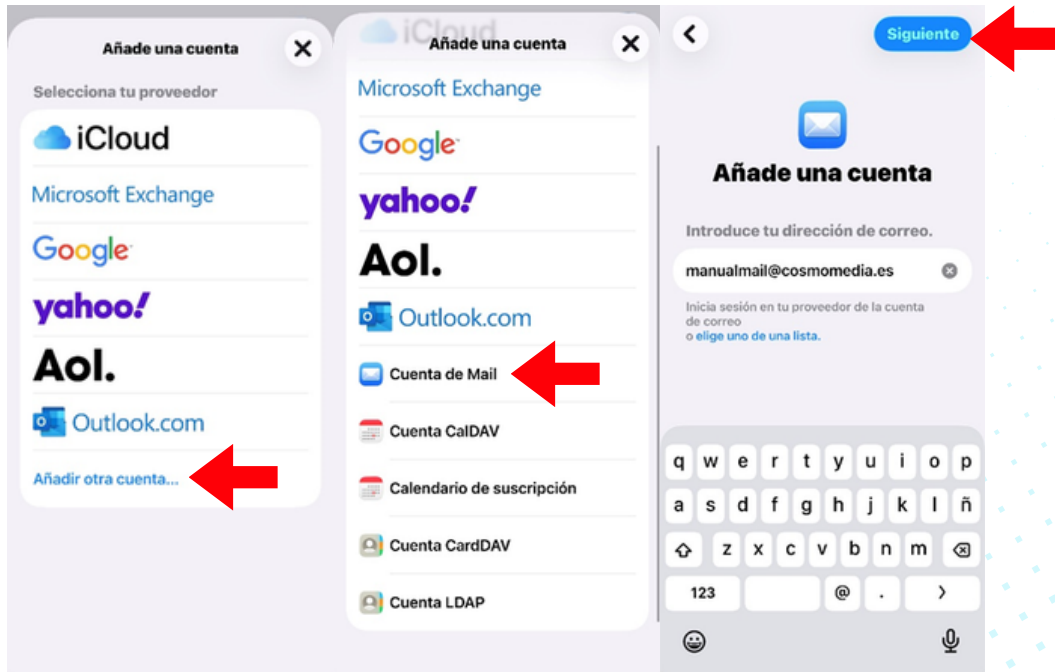 Añade una cuenta
Selecciona tu proveedor
iCloud
Microsoft Exchange
Google
yahoo!
Aol.
Outlook.com
Añadir otra cuenta...
iCloud
Añade una cuenta
Microsoft Exchange
Google
yahoo!
Aol.
Outlook.com
Cuenta de Mail
Cuenta CalDAV
Calendario de suscripción
Cuenta CardDAV
Cuenta LDAP
Siguiente
Añade una cuenta
Introduce tu dirección de correo.
manualmail@cosmomedia.es
Inicia sesión en tu proveedor de la cuenta
de correo
o elige uno de una lista.
q w e r t y u i o p
a s d f g h j k l ñ
z x c v b n m
123 @ .